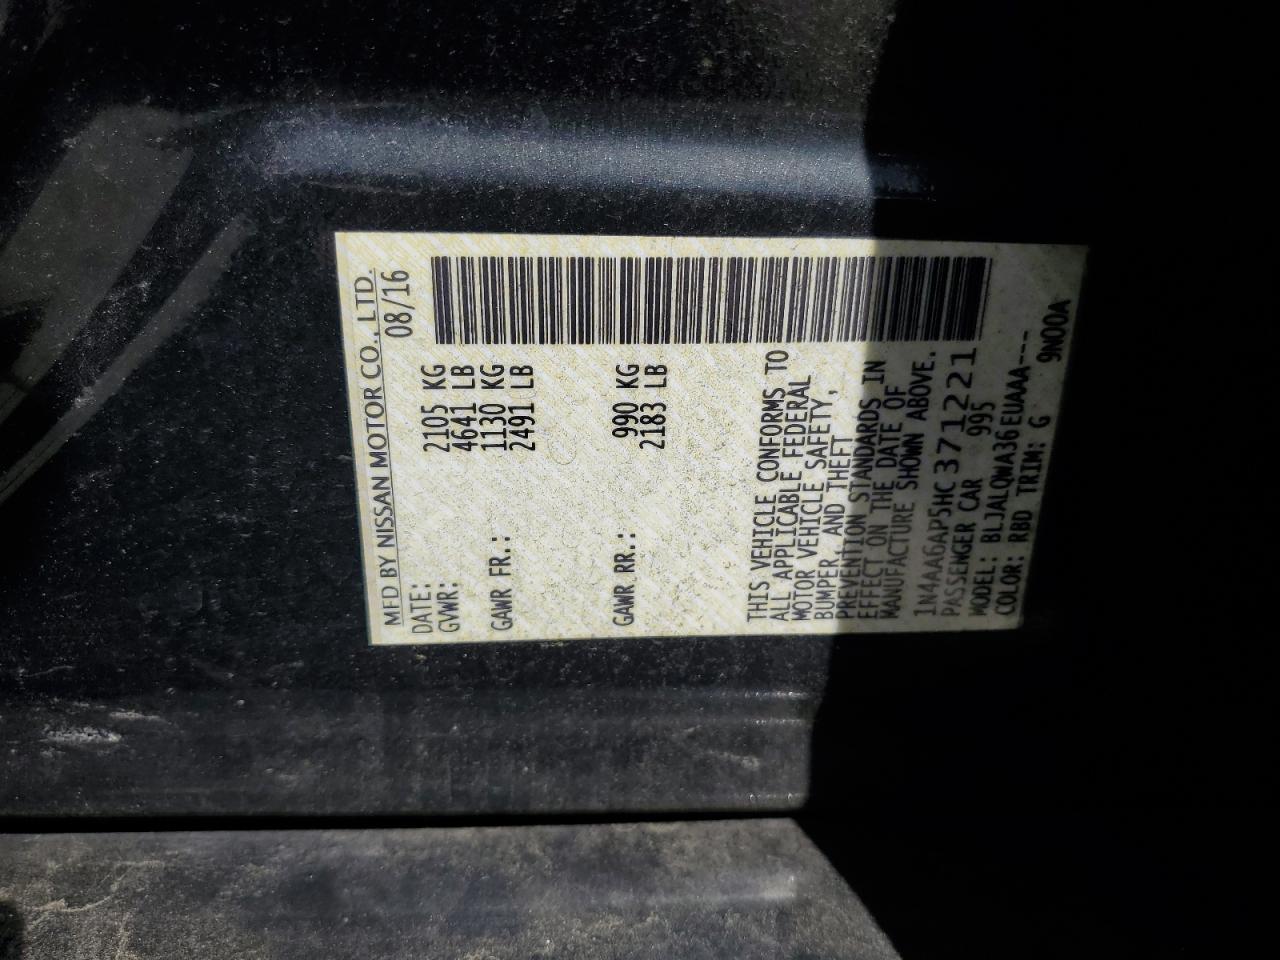 MFD BY NISSAN MOTOR CO., LTD.
DATE: 08/16
GVWR: 2105 KG
4641 LB
GAWR FR.: 1130 KG
2491 LB
GAWR RR.: 990 KG
2183 LB
THIS VEHICLE CONFORMS TO
ALL APPLICABLE FEDERAL
MOTOR VEHICLE SAFETY,
BUMPER, AND THEFT
PREVENTION STANDARDS IN
EFFECT ON THE DATE OF
MANUFACTURE SHOWN ABOVE.
1N4AA6AP5HC371221
PASSENGER CAR 995
MODEL: BLJALQWA36EUAAA---
COLOR: RBD TRIM: G 9N00A